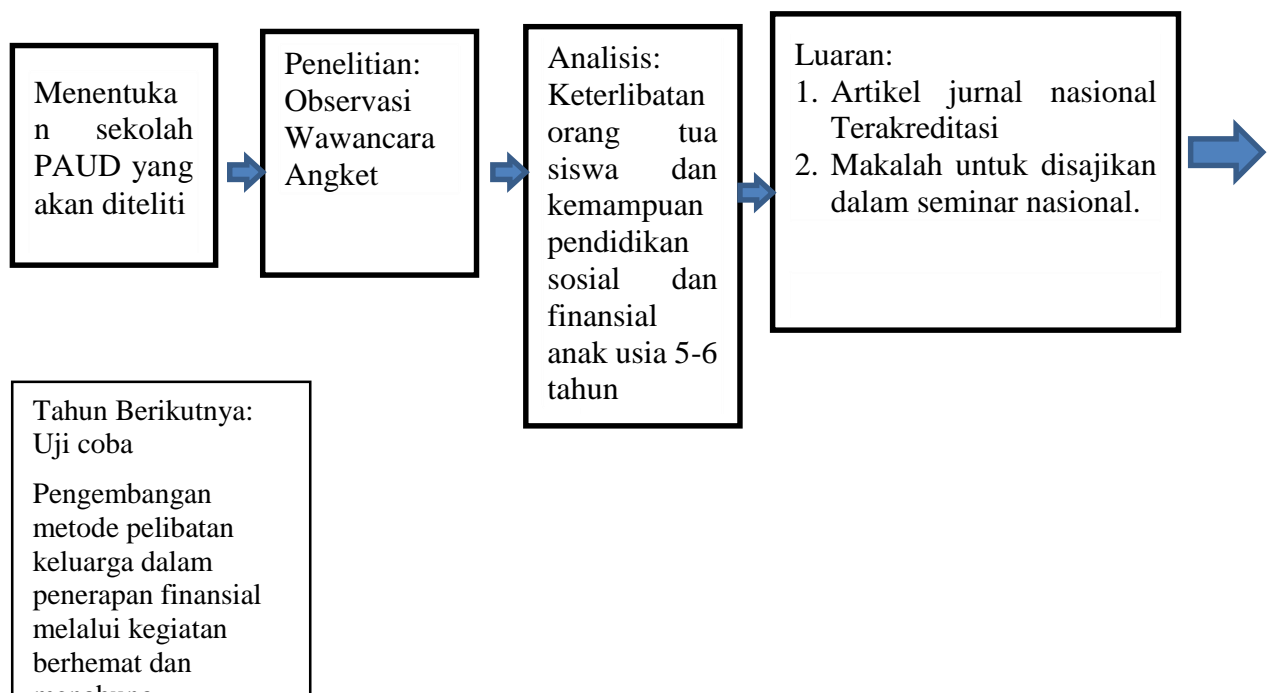 Menentuka
n sekolah
PAUD yang
akan diteliti
Penelitian:
Observasi
Wawancara
Angket
Analisis:
Keterlibatan
orang tua
siswa dan
kemampuan
pendidikan
sosial dan
finansial
anak usia 5-6
tahun
Luaran:
1. Artikel jurnal nasional
Terakreditasi
2. Makalah untuk disajikan
dalam seminar nasional.
Tahun Berikutnya:
Uji coba
Pengembangan
metode pelibatan
keluarga dalam
penerapan finansial
melalui kegiatan
berhemat dan